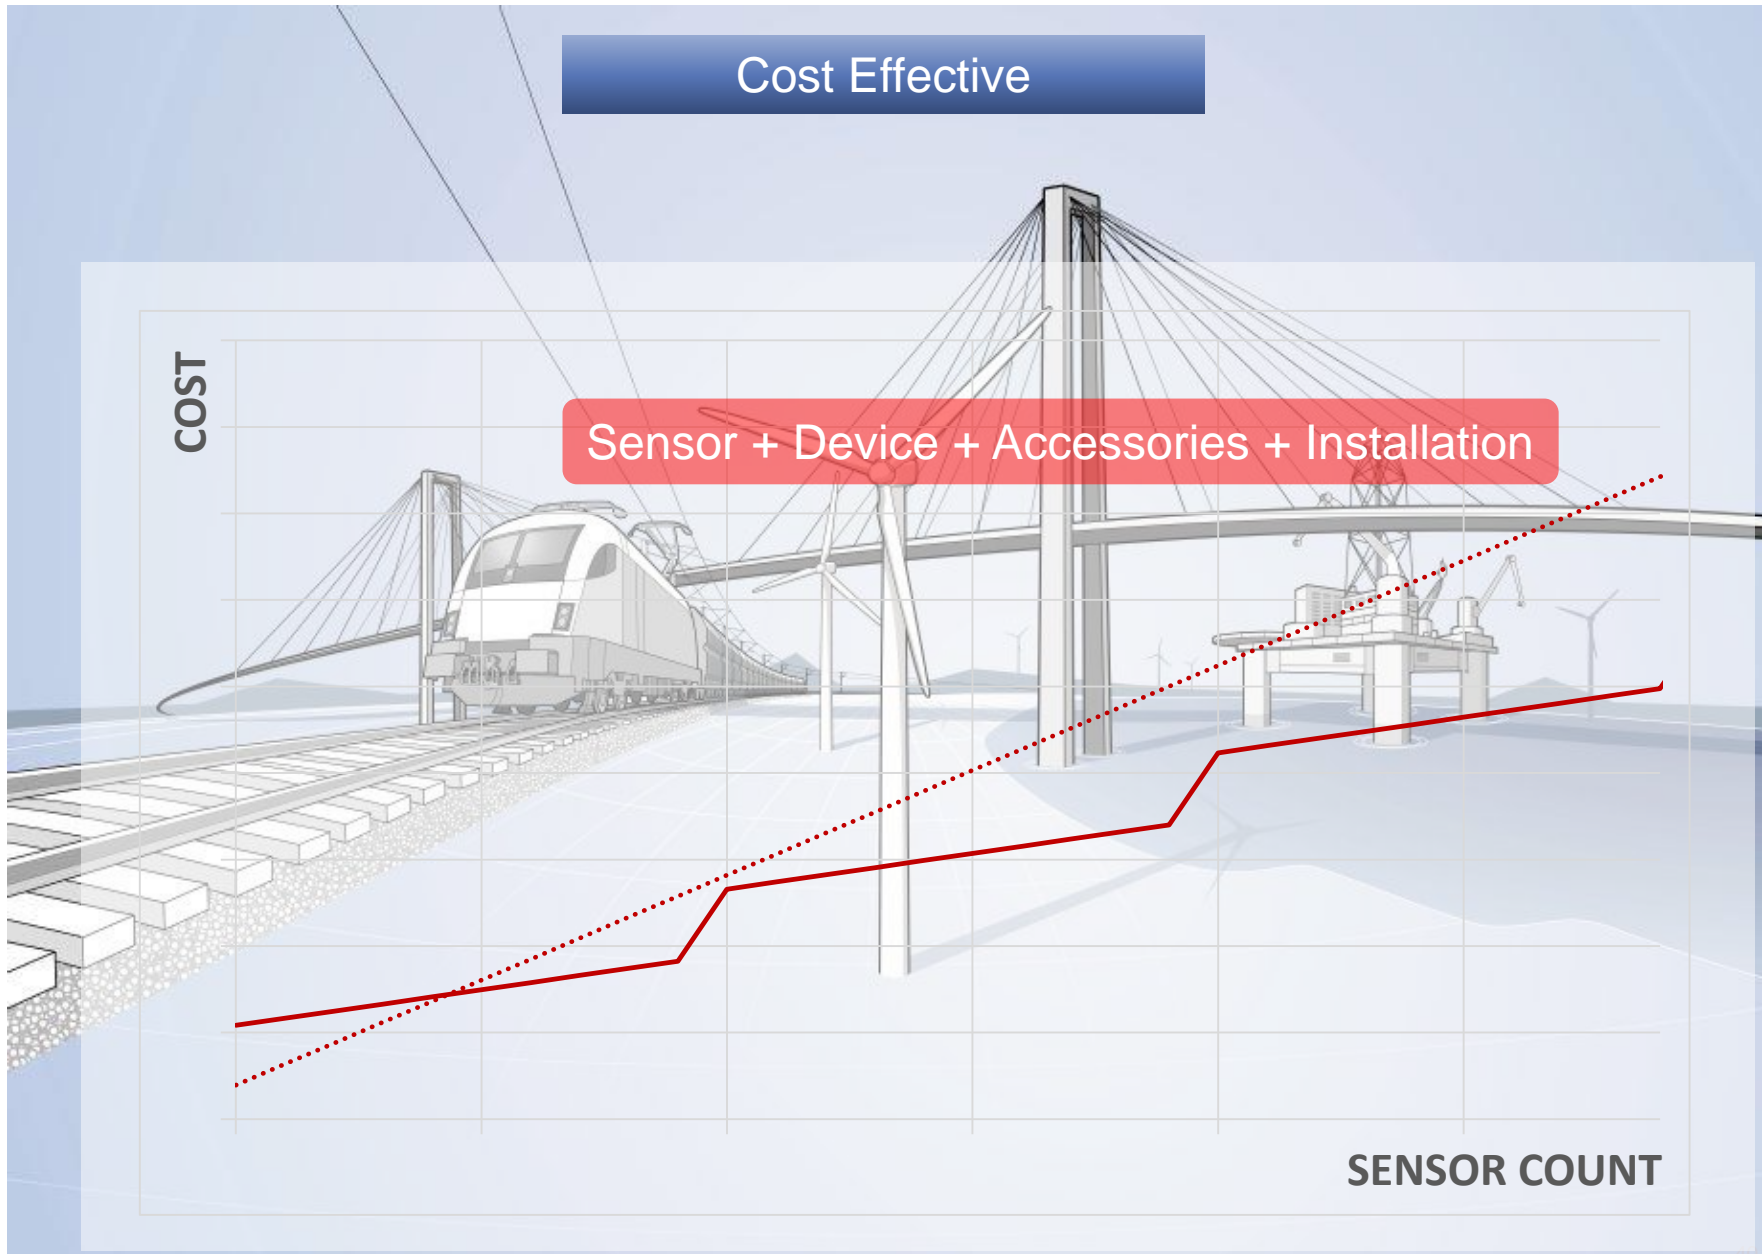 Cost Effective
COST
Sensor + Device + Accessories + Installation
SENSOR COUNT